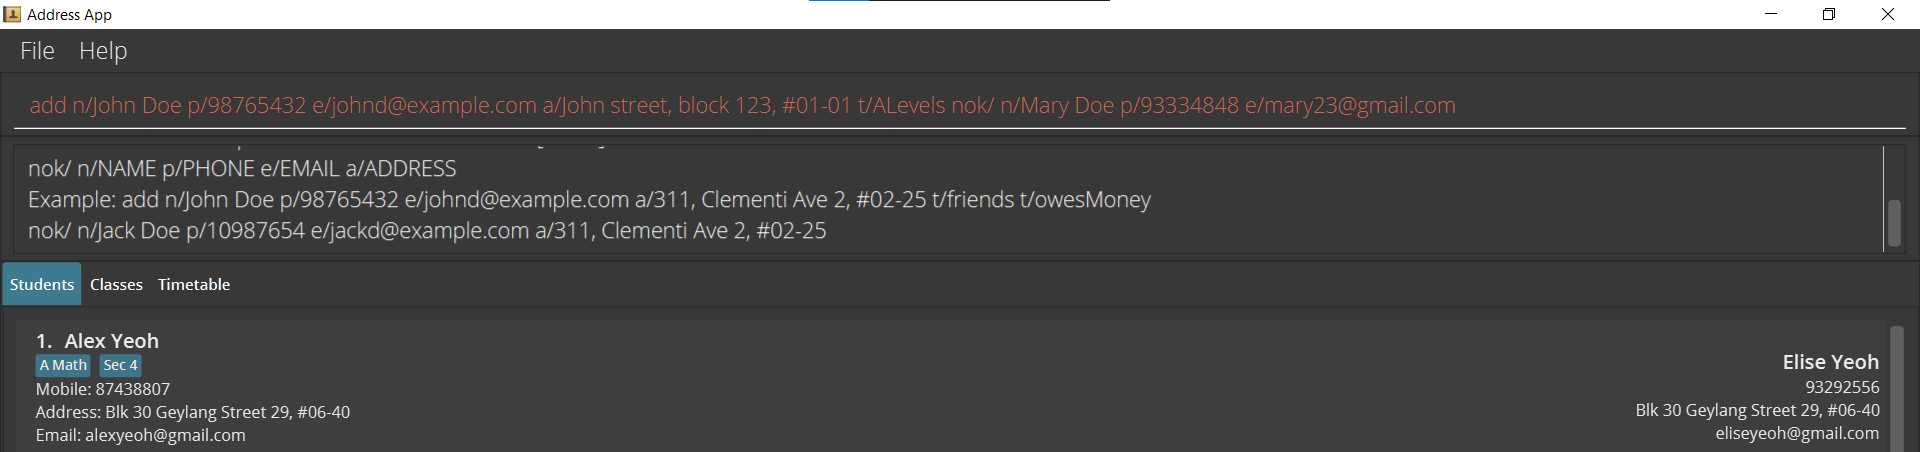 Address App
File Help
add n/John Doe p/98765432 e/johnd@example.com a/John street, block 123, #01-01 t/ALevels nok/ n/Mary Doe p/93334848 e/mary23@gmail.com
nok/ n/NAME p/PHONE e/EMAIL a/ADDRESS
Example: add n/John Doe p/98765432 e/johnd@example.com a/311, Clementi Ave 2, #02-25 t/friends t/owesMoney
nok/ n/Jack Doe p/10987654 e/jackd@example.com a/311, Clementi Ave 2, #02-25
Students Classes Timetable
1. Alex Yeoh
A Math Sec 4
Mobile: 87438807
Address: Blk 30 Geylang Street 29, #06-40
Email: alexyeoh@gmail.com
Elise Yeoh
93292556
Blk 30 Geylang Street 29, #06-40
eliseyeoh@gmail.com